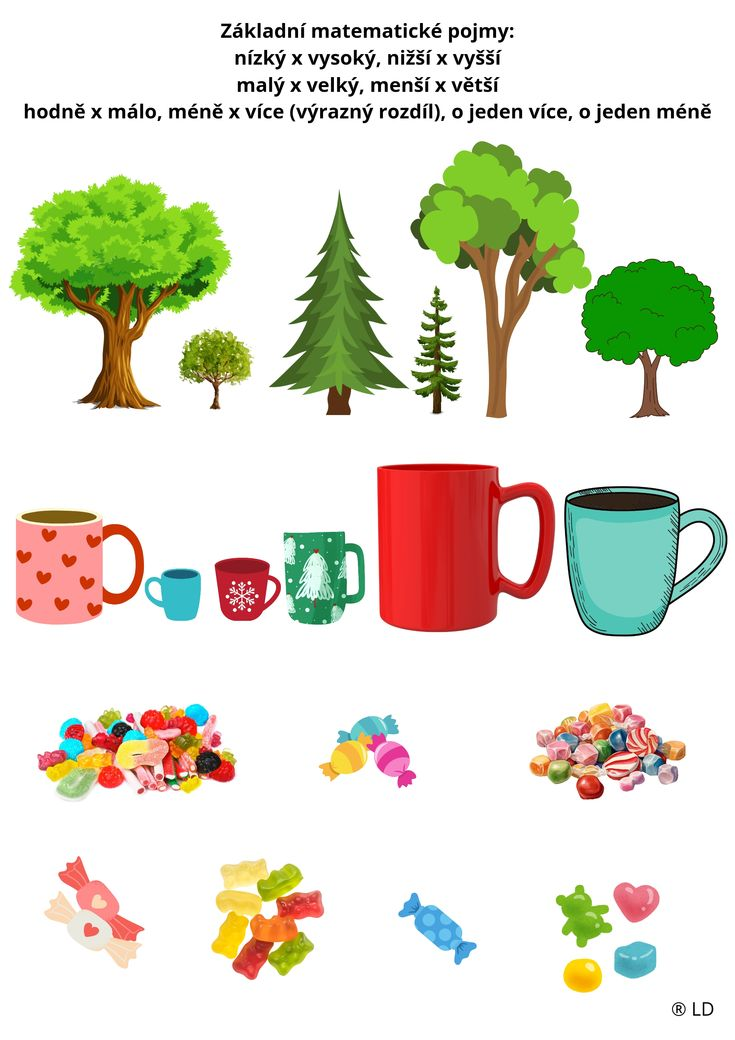 Základní matematické pojmy:
nízký x vysoký, nižší x vyšší
malý x velký, menší x větší
hodně x málo, méně x více (výrazný rozdíl), o jeden více, o jeden méně
® LD